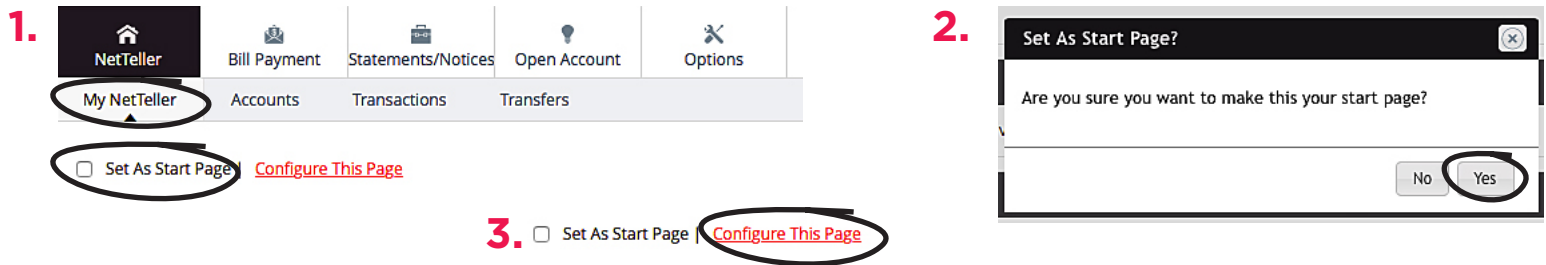 1.
NetTeller Bill Payment Statements/Notices Open Account Options
My NetTeller Accounts Transactions Transfers
Set As Start Page | Configure This Page
2.
Set As Start Page?
Are you sure you want to make this your start page?
No Yes
3.
Set As Start Page | Configure This Page